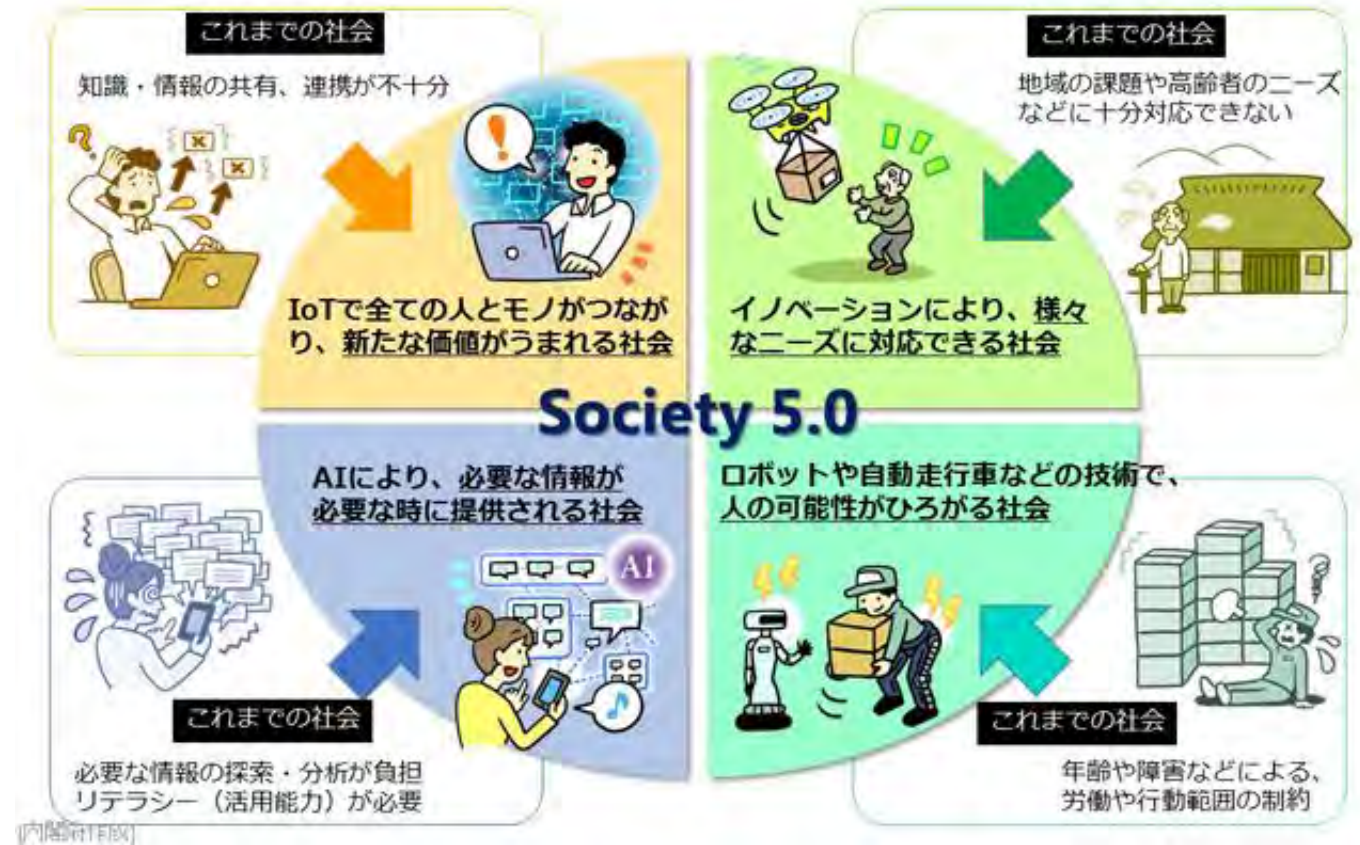 これまでの社会
知識・情報の共有、連携が不十分
?
!
IoTで全ての人とモノがつなが
り、新たな価値がうまれる社会
これまでの社会
地域の課題や高齢者のニーズ
などに十分対応できない
イノベーションにより、様々
なニーズに対応できる社会
Society 5.0
AIにより、必要な情報が
必要な時に提供される社会
AI
これまでの社会
必要な情報の探索・分析が負担
リテラシー（活用能力）が必要
ロボットや自動走行車などの技術で、
人の可能性がひろがる社会
これまでの社会
年齢や障害などによる、
労働や行動範囲の制約
[内閣府作成]